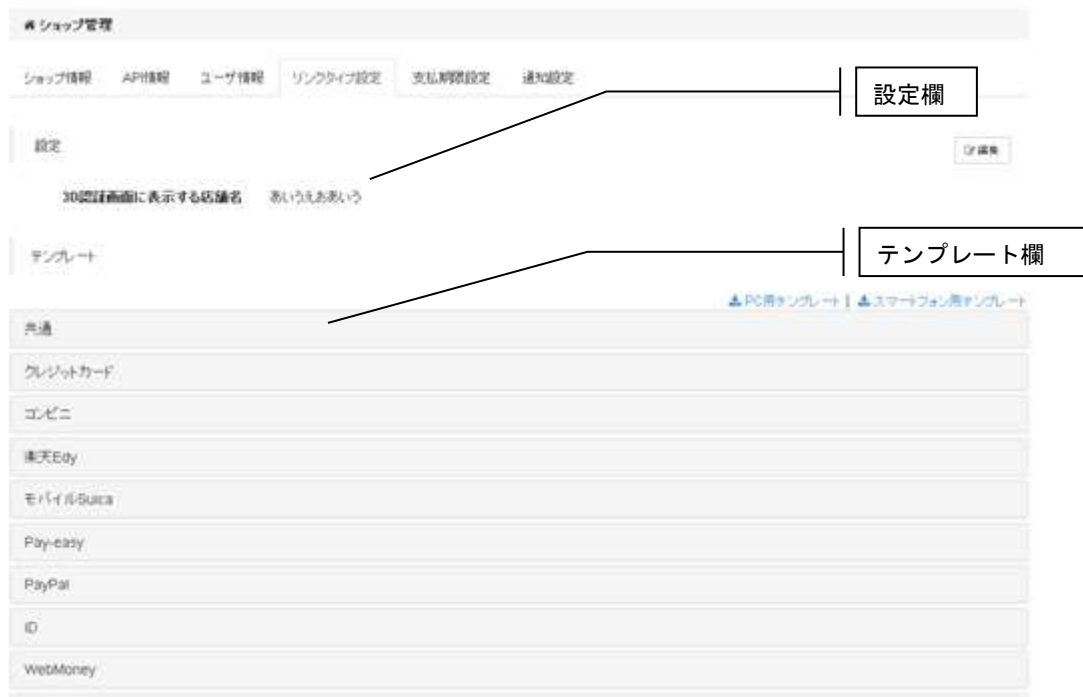 ショップ管理
ショップ情報 API情報 ユーザ情報 リンクタイプ設定 支払期限設定 通知設定
設定欄
設定 編集
3D認証画面に表示する店舗名 あいうえおあいう
テンプレート テンプレート欄
PC用テンプレート | スマートフォン用テンプレート
共通
クレジットカード
コンビニ
楽天Edy
モバイルSuica
Pay-easy
PayPal
iD
WebMoney